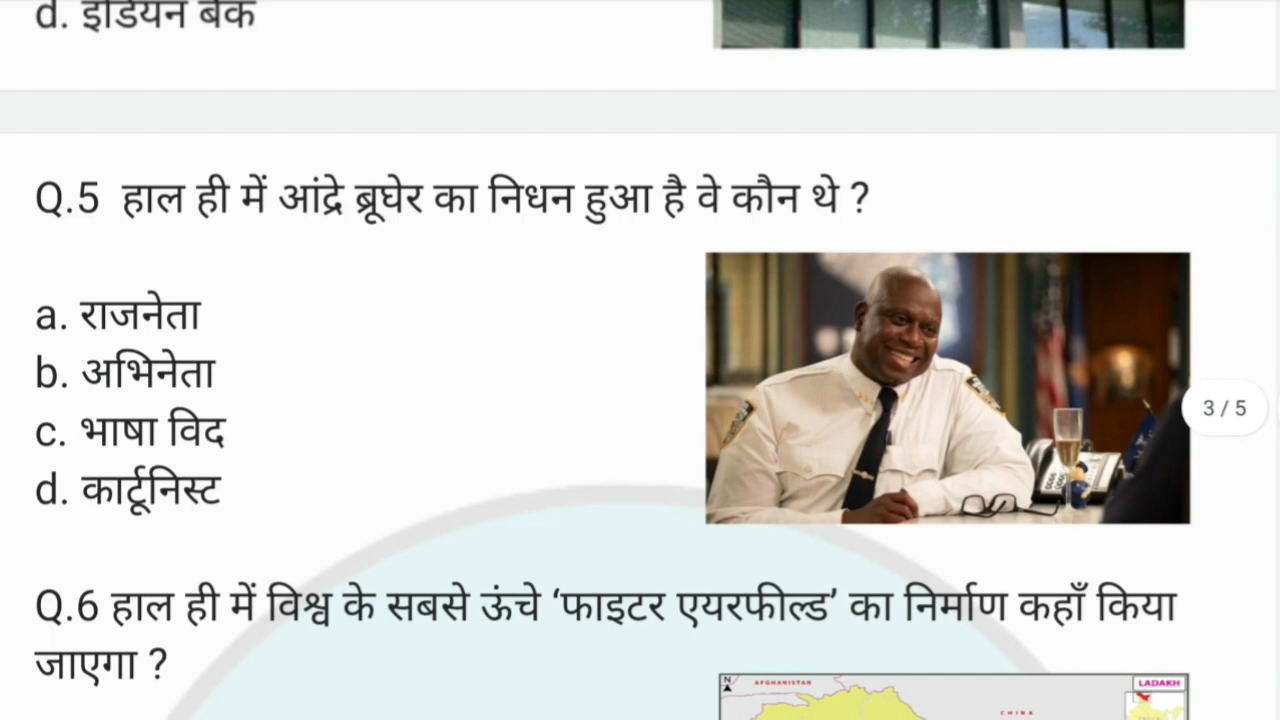 d. इंडियन बैंक
Q.5 हाल ही में आंद्रे ब्रूघेर का निधन हुआ है वे कौन थे ?
a. राजनेता
b. अभिनेता
c. भाषा विद
d. कार्टूनिस्ट
3 / 5
Q.6 हाल ही में विश्व के सबसे ऊंचे ‘फाइटर एयरफील्ड’ का निर्माण कहाँ किया
जाएगा ?
N
AFGHANISTAN
LADAKH
CHINA